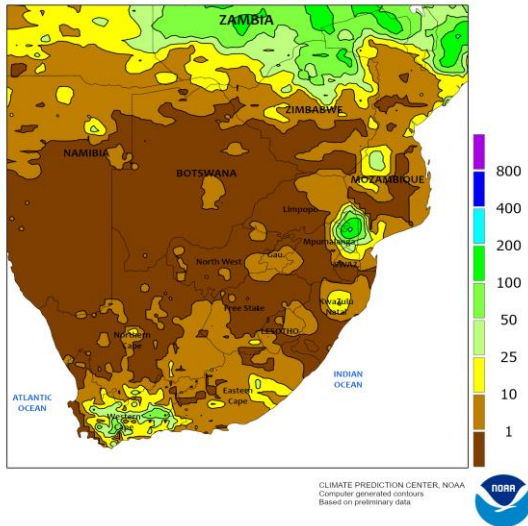 ZAMBIA
ZIMBABWE
NAMIBIA
BOTSWANA
MOZAMBIQUE
Limpopo
Mpumalanga
Gau.
North West
SWAZ
KwaZulu
Natal
Free State
LESOTHO
Northern
Cape
Eastern
Cape
Western
Cape
INDIAN
OCEAN
ATLANTIC
OCEAN
800
400
200
100
50
25
10
1
CLIMATE PREDICTION CENTER, NOAA
Computer generated contours
Based on preliminary data
NOAA